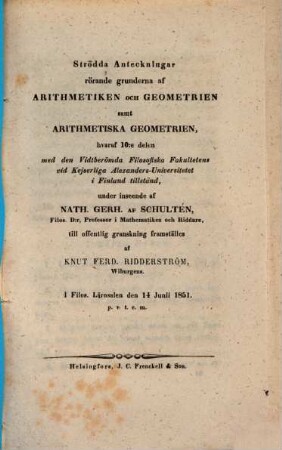 Strödda Anteckningar
rörande grunderna af
ARITHMETIKEN OCH GEOMETRIEN
samt
ARITHMETISKA GEOMETRIEN,
hvaraf 10:e delen
med den Vidtberömda Filosofiska Fakultetens
vid Kejserliga Alexanders-Universitetet
i Finland tillstånd,
under inseende af
NATH. GERH. AF SCHULTÉN,
Filos. D:r, Professor i Mathematiken och Riddare,
till offentlig granskning framställes
af
KNUT FERD. RIDDERSTRÖM,
Wiburgens.
I Filos. Lärosalen den 14 Juni 1851.
p. v. t. e. m.
Helsingfors, J. C. Frenckell & Son.